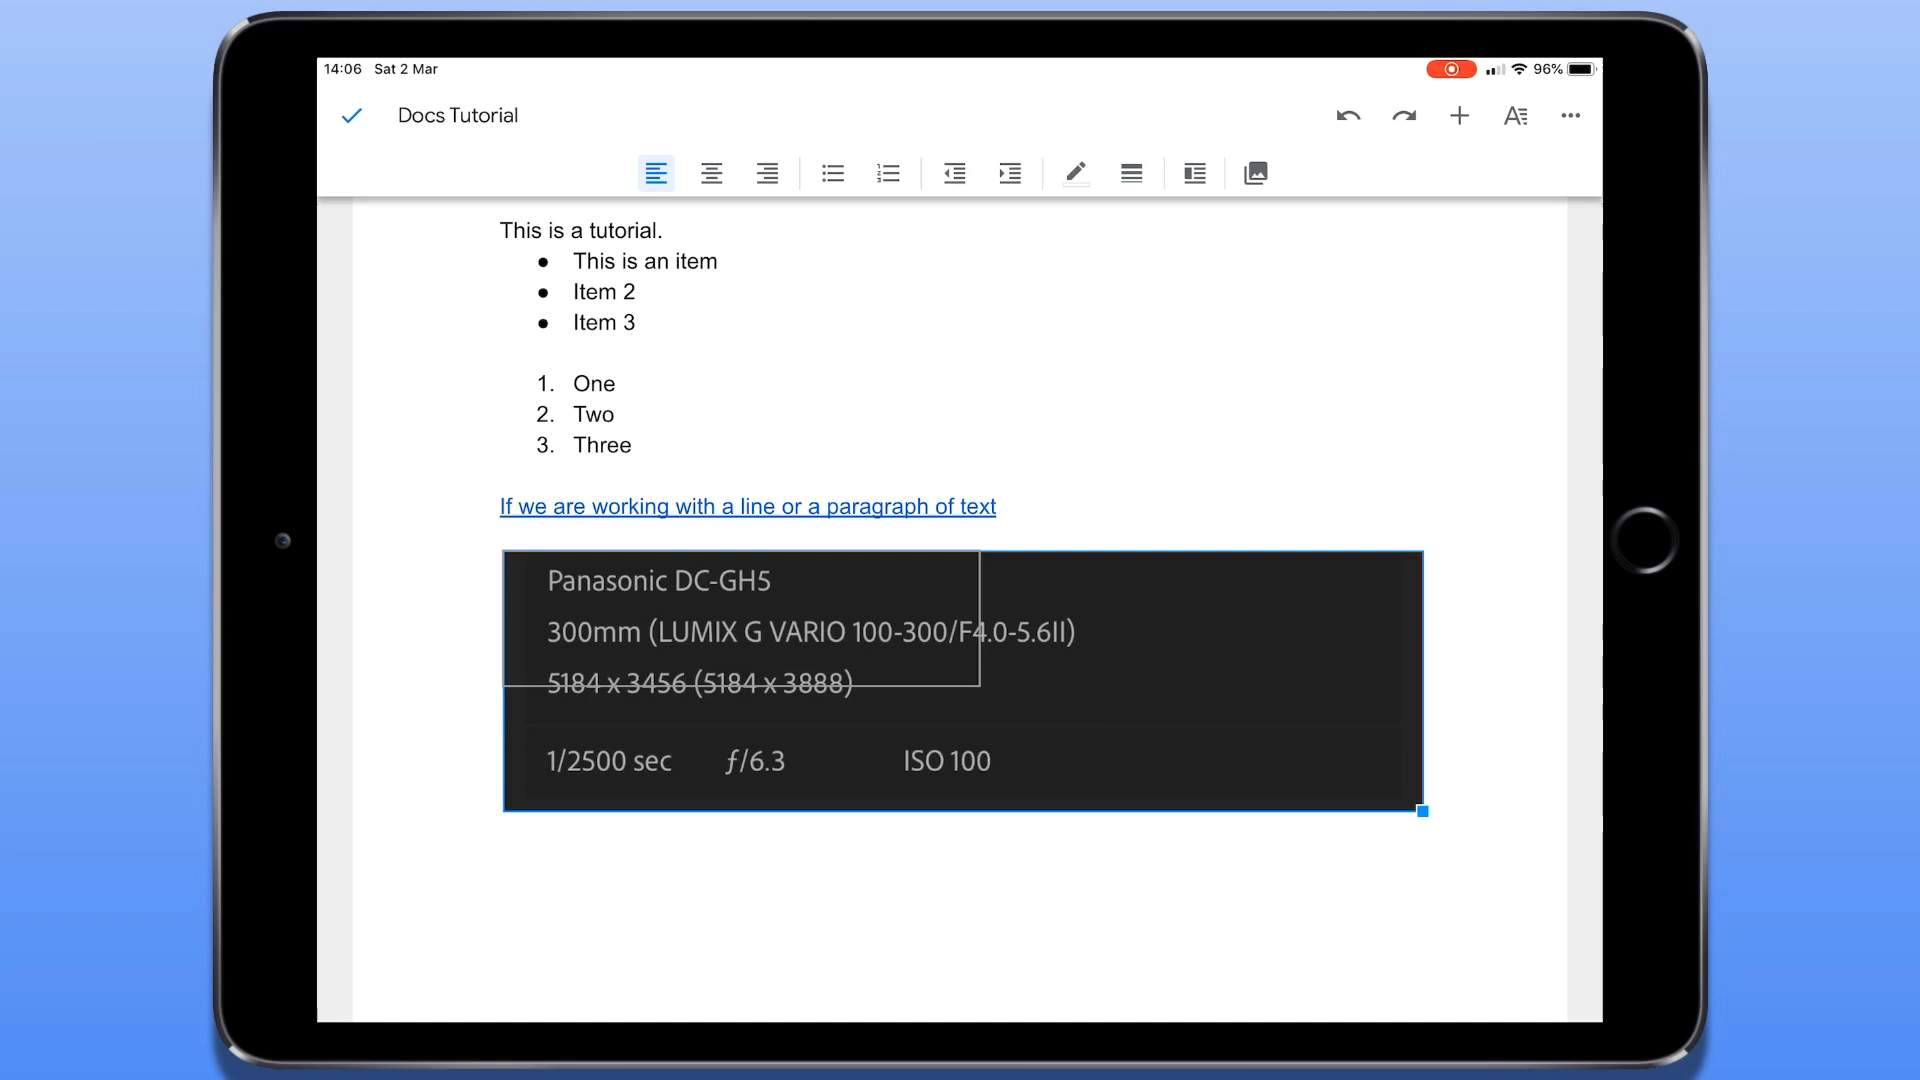 14:06 Sat 2 Mar 96%
Docs Tutorial
This is a tutorial.
● This is an item
● Item 2
● Item 3
1. One
2. Two
3. Three
If we are working with a line or a paragraph of text
Panasonic DC-GH5
300mm (LUMIX G VARIO 100-300/F4.0-5.6II)
5184 x 3456 (5184 x 3888)
1/2500 sec ƒ/6.3 ISO 100